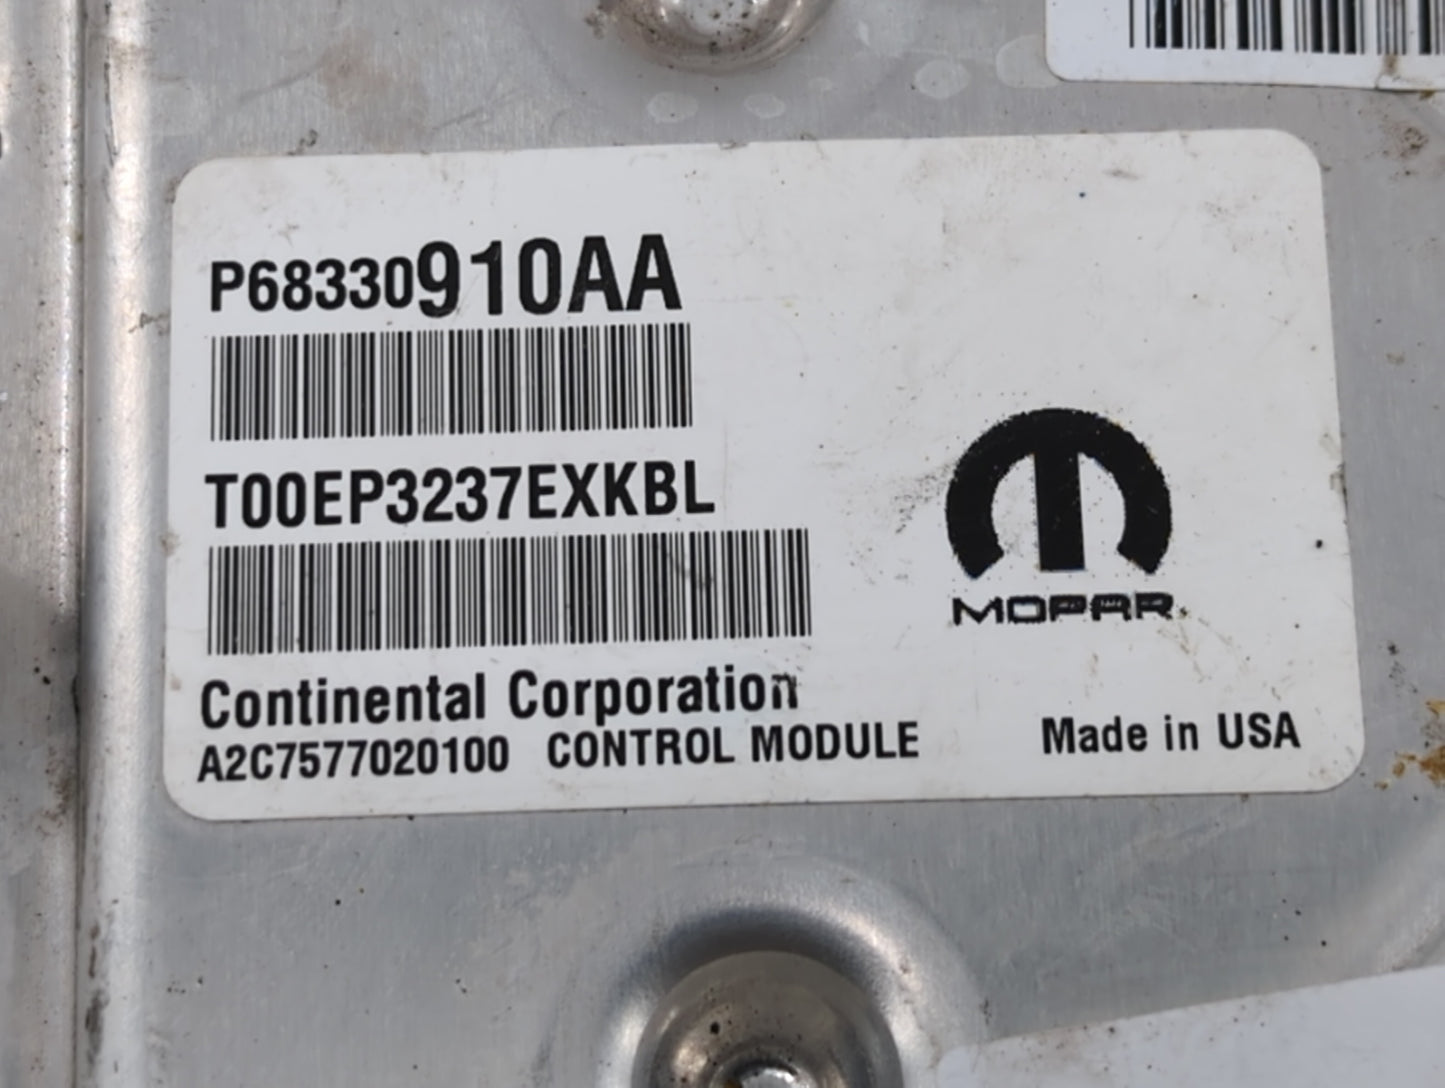 P68330910AA
T00EP3237EXKBL
MOPAR
Continental Corporation
A2C7577020100 CONTROL MODULE
Made in USA